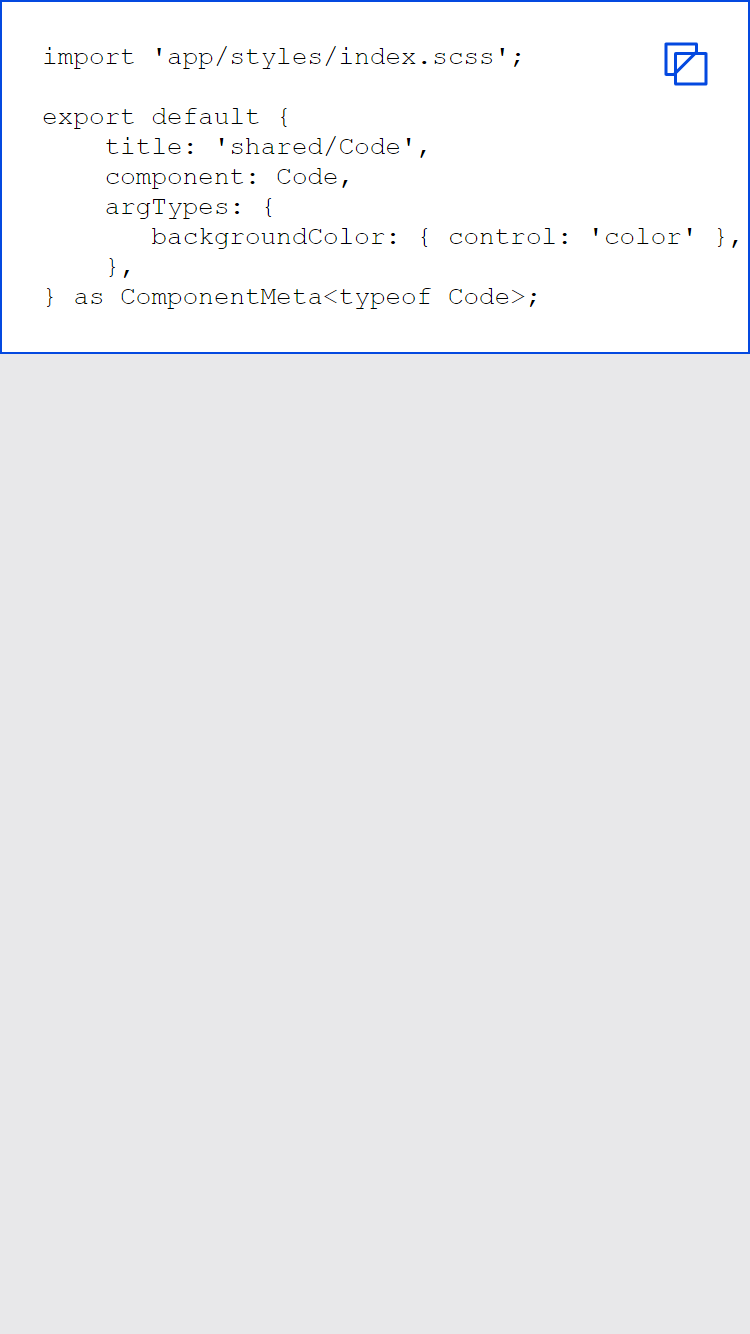 import 'app/styles/index.scss';

export default {
    title: 'shared/Code',
    component: Code,
    argTypes: {
       backgroundColor: { control: 'color' },
    },
} as ComponentMeta<typeof Code>;